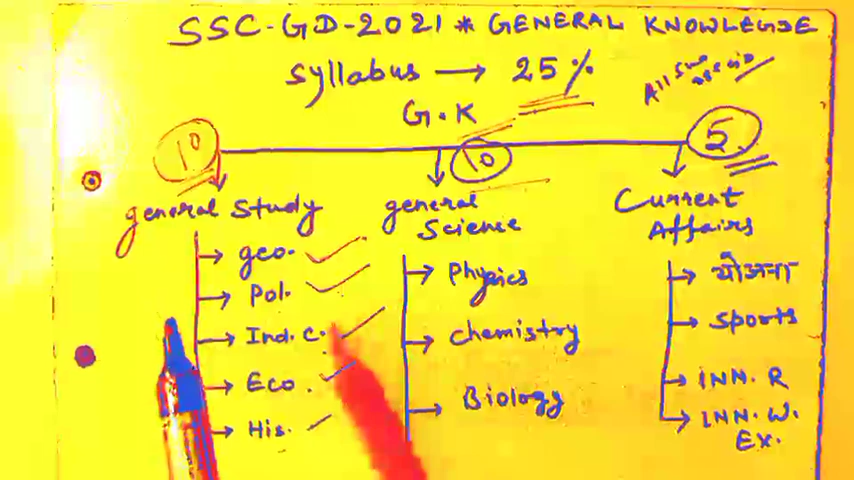 SSC-GD-2021 * GENERAL KNOWLEDGE
Syllabus → 25%
G.K
10
10
5
general Study
geo.
Pol.
Ind. C.
Eco.
His.
general Science
Physics
Chemistry
Biology
Current Affairs
योजना
Sports
INN. R
INN. W. Ex.